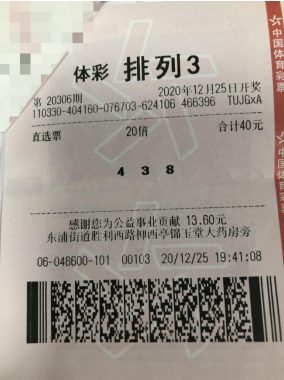 体彩 排列3
第 20306期 2020年12月25日开奖
110330-404160-076703-624106 466396 TUJGxA
直选票 20倍 合计40元
4 3 8
感谢您为公益事业贡献 13.60元
东浦街道胜利西路柳西亭锦玉堂大药房旁
06-048600-101 00103 20/12/25 19:41:08
中国体育彩票
中国体育彩票